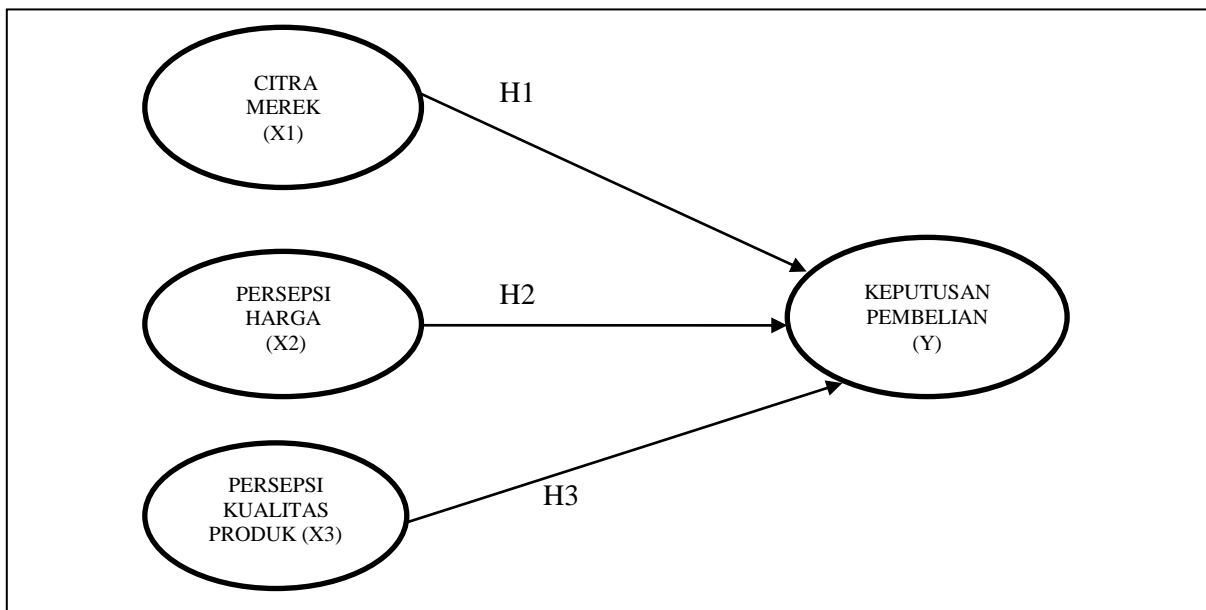 CITRA
MEREK
(X1)
H1
PERSEPSI
HARGA
(X2)
H2
KEPUTUSAN
PEMBELIAN
(Y)
PERSEPSI
KUALITAS
PRODUK (X3)
H3